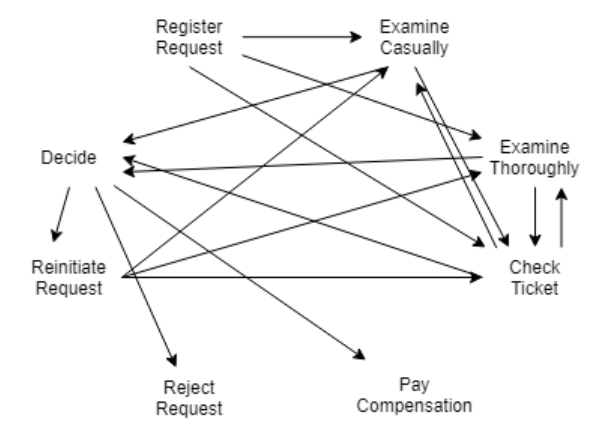 Register
Request
Examine
Casually
Decide
Examine
Thoroughly
Reinitiate
Request
Check
Ticket
Reject
Request
Pay
Compensation